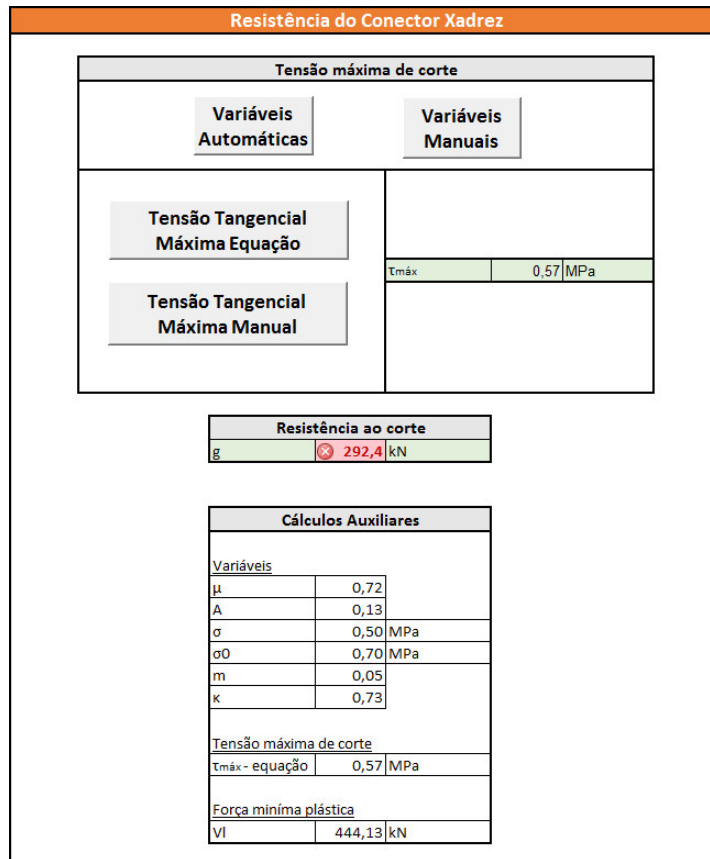 Resistência do Conector Xadrez
Tensão máxima de corte
Variáveis
Automáticas
Variáveis
Manuais
Tensão Tangencial
Máxima Equação
τmáx 0,57 MPa
Tensão Tangencial
Máxima Manual
Resistência ao corte
g 292,4 kN
Cálculos Auxiliares
Variáveis
μ 0,72
A 0,13
σ 0,50 MPa
σ0 0,70 MPa
m 0,05
κ 0,73
Tensão máxima de corte
τmáx - equação 0,57 MPa
Força miníma plástica
Vl 444,13 kN